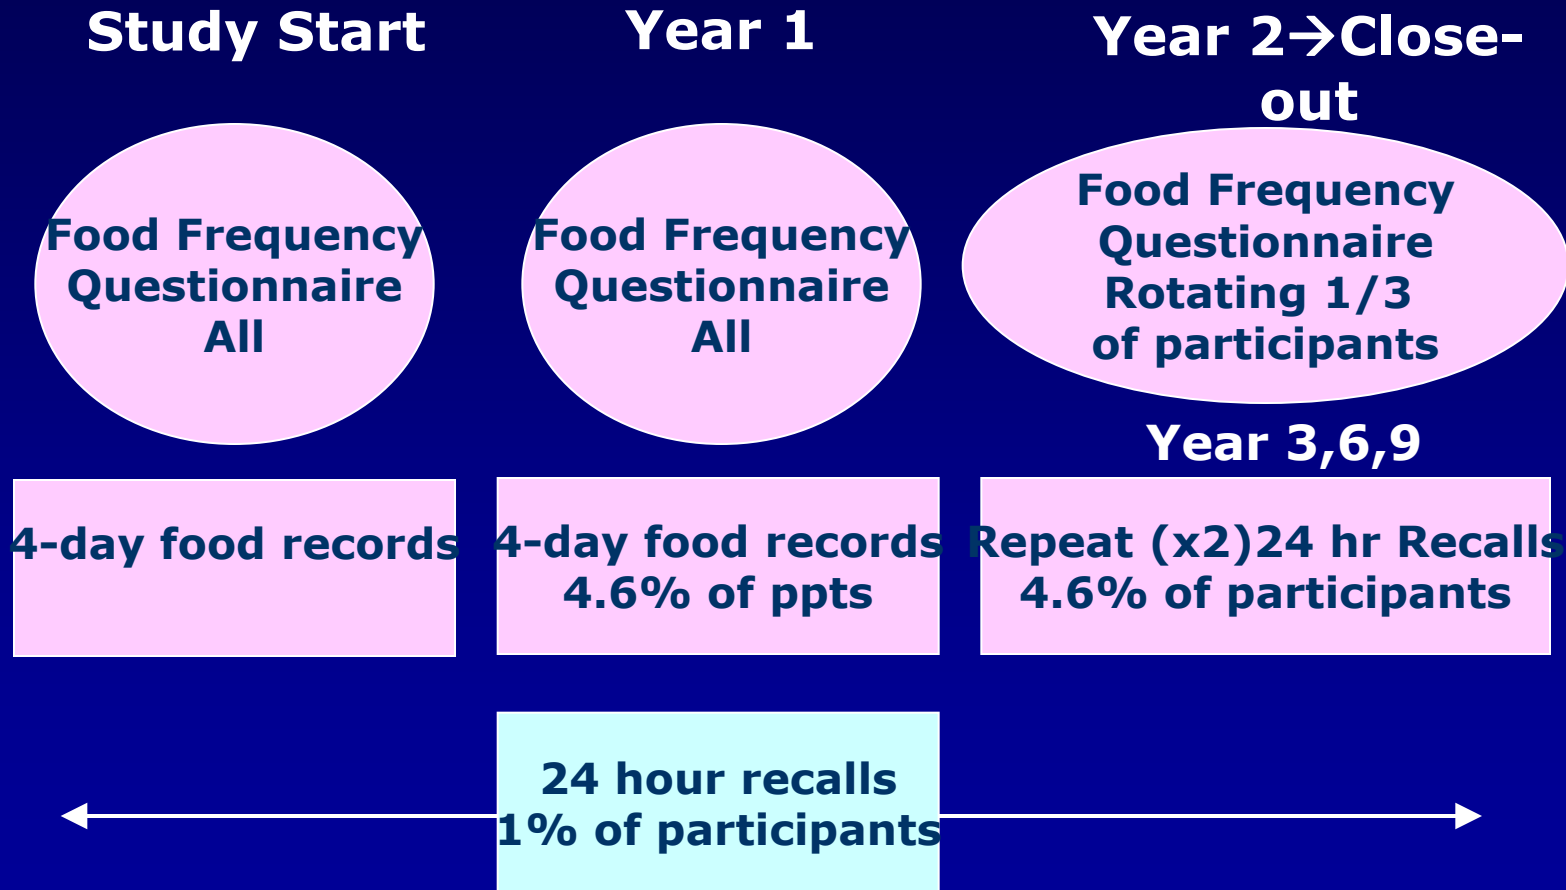 Study Start
Year 1
Year 2→Close-
out
Food Frequency
Questionnaire
All
Food Frequency
Questionnaire
All
Food Frequency
Questionnaire
Rotating 1/3
of participants
Year 3,6,9
4-day food records
4-day food records
4.6% of ppts
Repeat (x2)24 hr Recalls
4.6% of participants
24 hour recalls
1% of participants